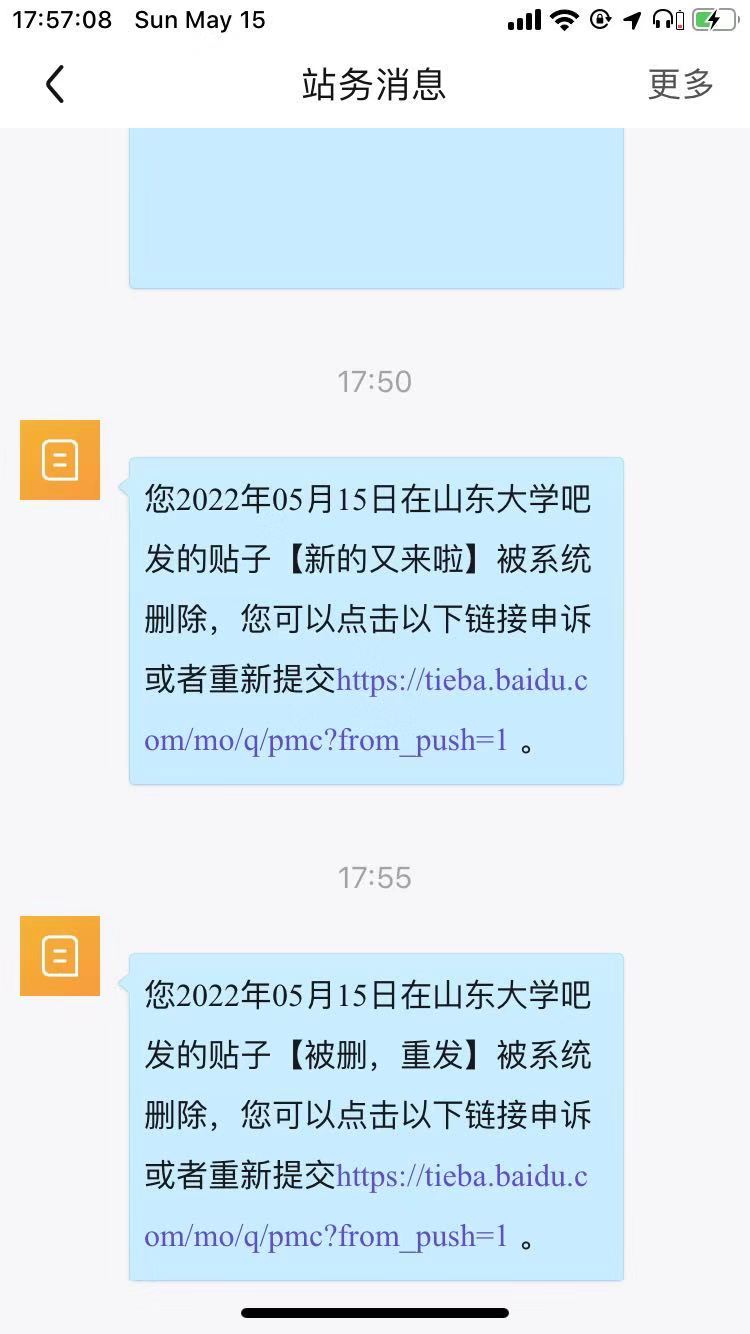 17:57:08 Sun May 15
站务消息
更多
17:50
您2022年05月15日在山东大学吧
发的贴子【新的又来啦】被系统
删除，您可以点击以下链接申诉
或者重新提交https://tieba.baidu.c
om/mo/q/pmc?from_push=1 。
17:55
您2022年05月15日在山东大学吧
发的贴子【被删，重发】被系统
删除，您可以点击以下链接申诉
或者重新提交https://tieba.baidu.c
om/mo/q/pmc?from_push=1 。